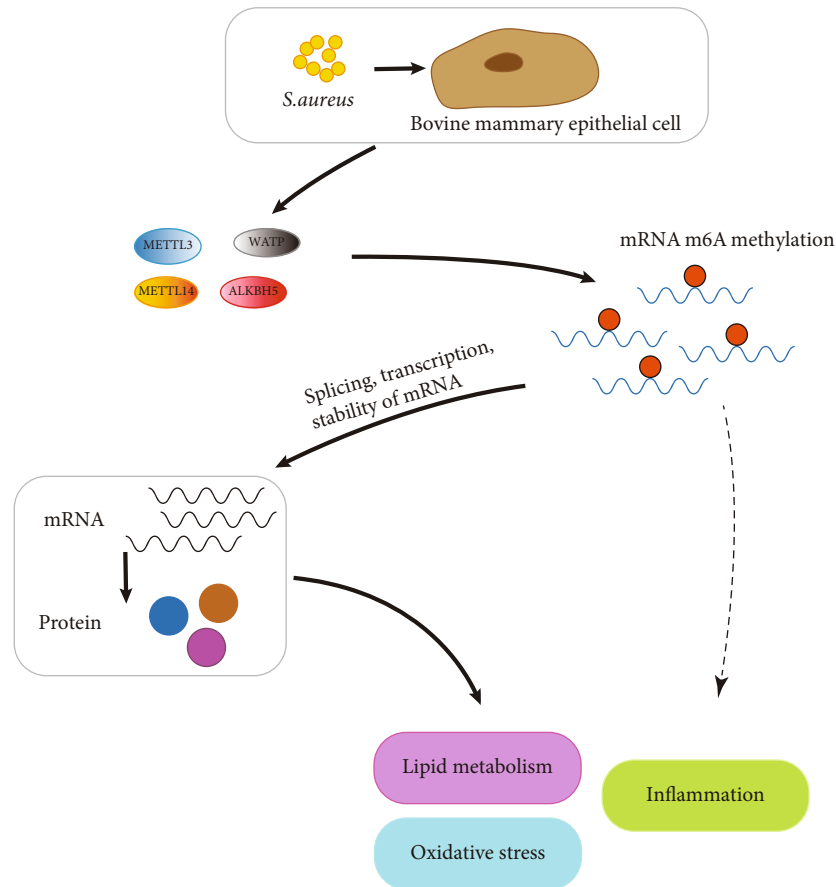 S.aureus
Bovine mammary epithelial cell
METTL3
WATP
METTL14
ALKBH5
mRNA m6A methylation
Splicing, transcription,
stability of mRNA
mRNA
Protein
Lipid metabolism
Inflammation
Oxidative stress